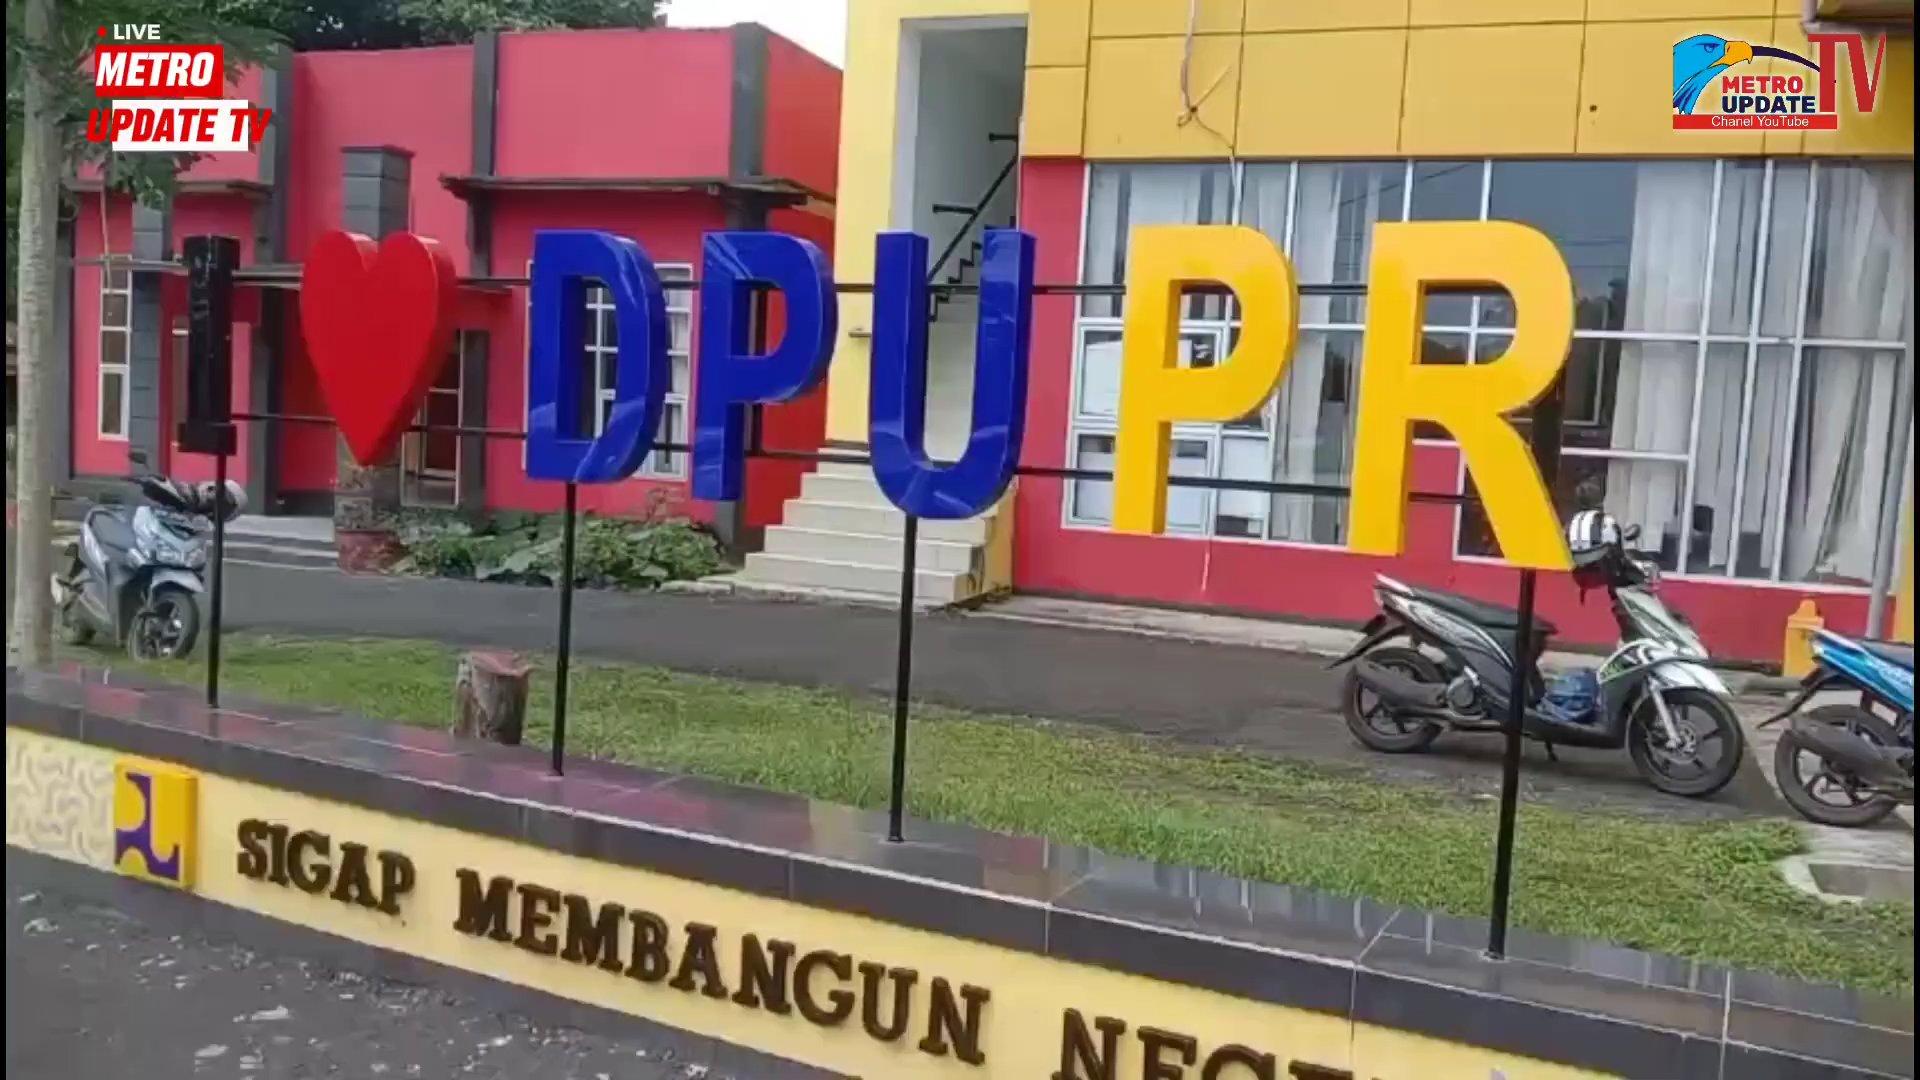 LIVE
METRO
UPDATE TV
METRO
UPDATE
TV
Chanel YouTube
I ❤ DPUPR
SIGAP MEMBANGUN